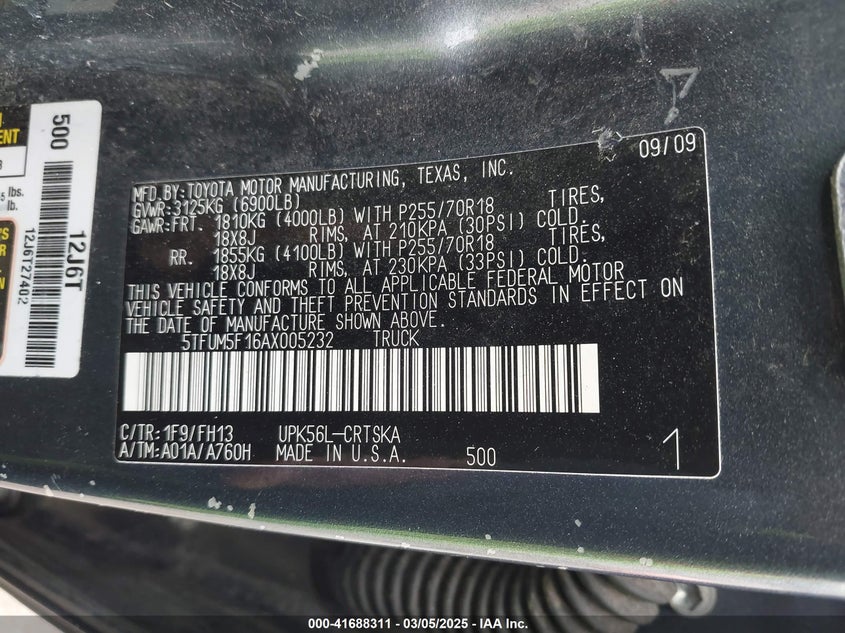 09/09
MFD.BY:TOYOTA MOTOR MANUFACTURING, TEXAS, INC.
GVWR:3125KG (6900LB)
GAWR:FRT. 1810KG (4000LB) WITH P255/70R18 TIRES,
18X8J RIMS, AT 210KPA (30PSI) COLD.
RR. 1855KG (4100LB) WITH P255/70R18 TIRES,
18X8J RIMS, AT 230KPA (33PSI) COLD.
THIS VEHICLE CONFORMS TO ALL APPLICABLE FEDERAL MOTOR
VEHICLE SAFETY AND THEFT PREVENTION STANDARDS IN EFFECT ON
THE DATE OF MANUFACTURE SHOWN ABOVE.
5TFUM5F16AX005232 TRUCK
C/TR:1F9/FH13 UPK56L-CRTSKA
A/TM:A01A/A760H MADE IN U.S.A. 500 1
500
12J6T
12J6T27402
lbs.
lb.
000-41688311 — 03/05/2025 — IAA Inc.